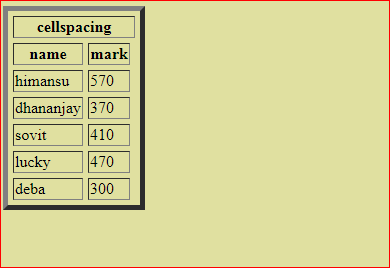 cellspacing
name mark
himansu 570
dhananjay 370
sovit 410
lucky 470
deba 300